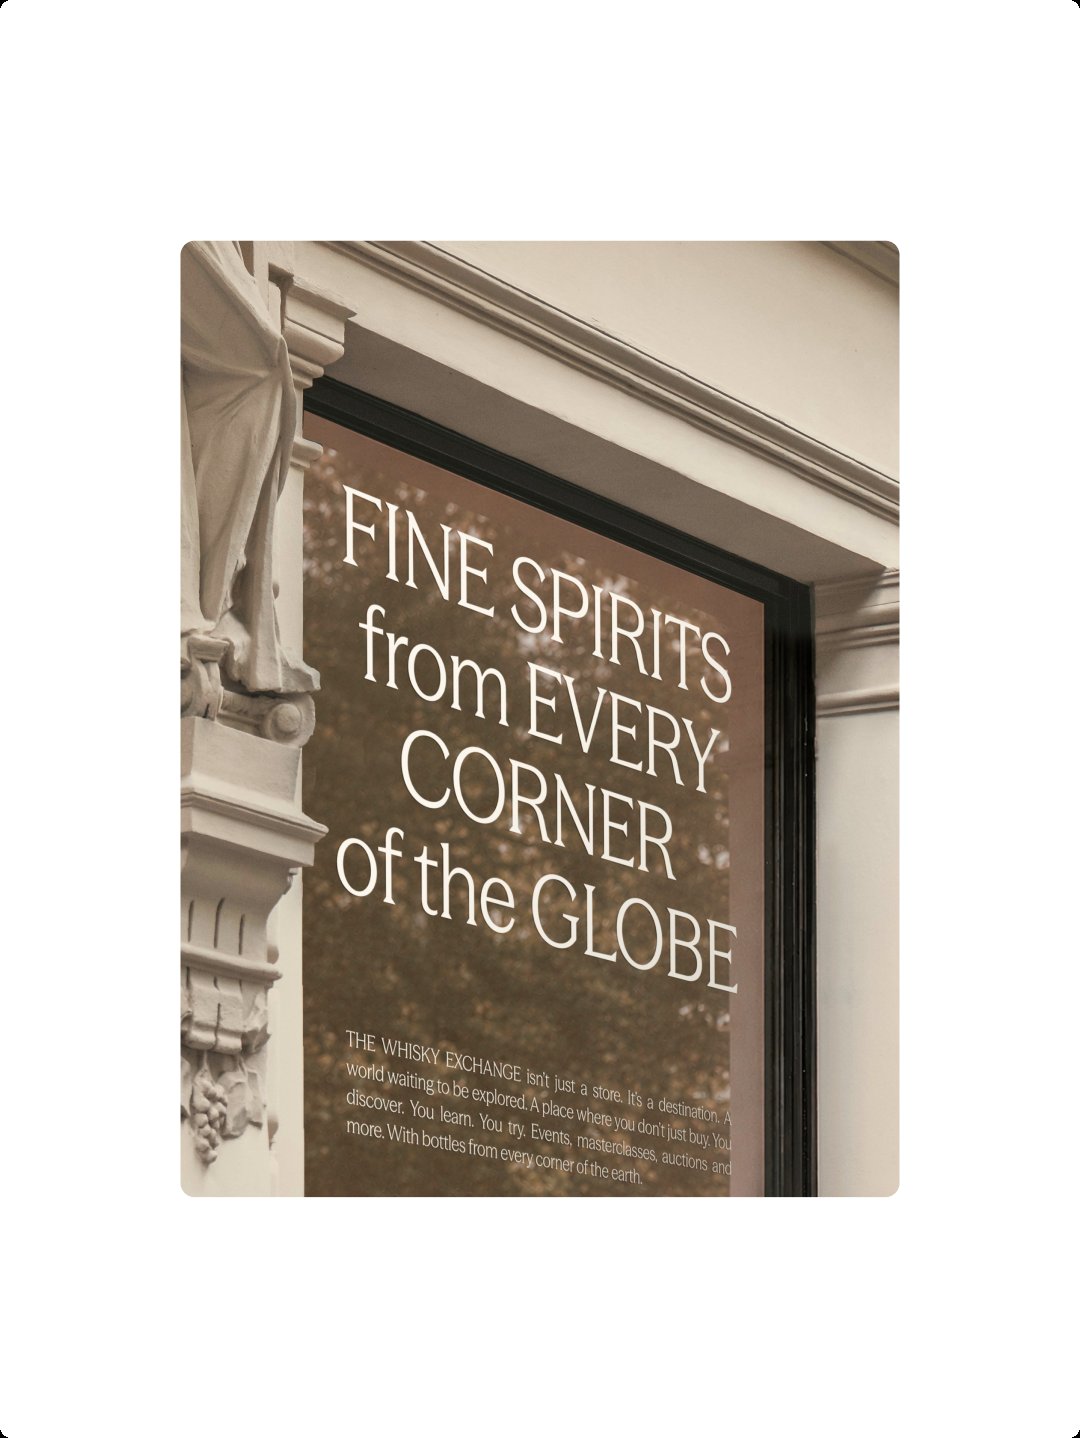 FINE SPIRITS
from EVERY
CORNER
of the GLOBE
THE WHISKY EXCHANGE isn't just a store. It's a destination. A
world waiting to be explored. A place where you don't just buy. You
discover. You learn. You try. Events, masterclasses, auctions and
more. With bottles from every corner of the earth.